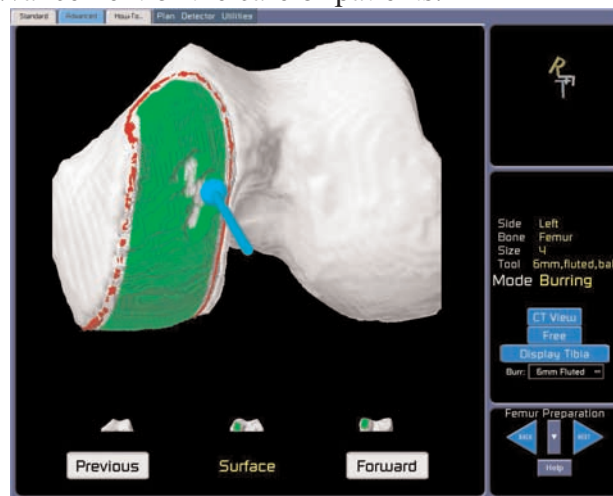 Standard Advanced How-To... Plan Detector Utilities
R
Side Left
Bone Femur
Size 4
Tool 6mm,fluted,bal
Mode Burring
CT View
Free
Display Tibia
Burr: 6mm Fluted
Femur Preparation
BACK NEXT
Help
Previous Surface Forward